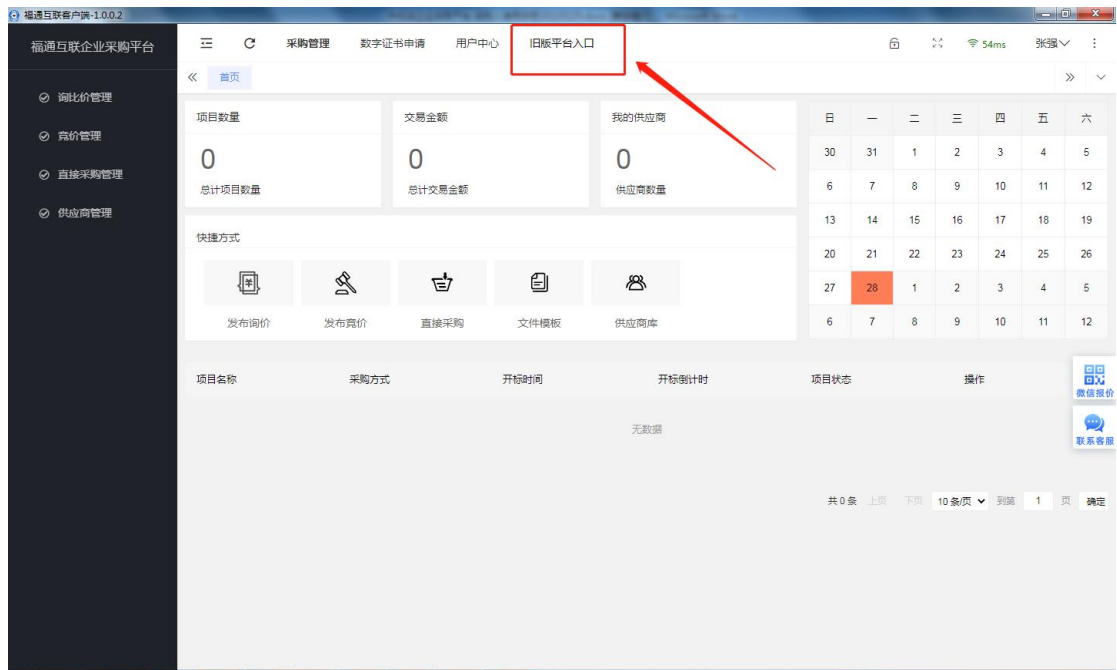 福通互联客户端-1.0.0.2
福通互联企业采购平台
采购管理 数字证书申请 用户中心 旧版平台入口 54ms 张强
首页
询比价管理
竞价管理
直接采购管理
供应商管理
项目数量 交易金额 我的供应商
0 0 0
总计项目数量 总计交易金额 供应商数量
快捷方式
发布询价 发布竞价 直接采购 文件模板 供应商库
日 一 二 三 四 五 六
30 31 1 2 3 4 5
6 7 8 9 10 11 12
13 14 15 16 17 18 19
20 21 22 23 24 25 26
27 28 1 2 3 4 5
6 7 8 9 10 11 12
项目名称 采购方式 开标时间 开标倒计时 项目状态 操作
无数据
微信报价
联系客服
共 0 条 上页 下页 10 条/页 到第 1 页 确定